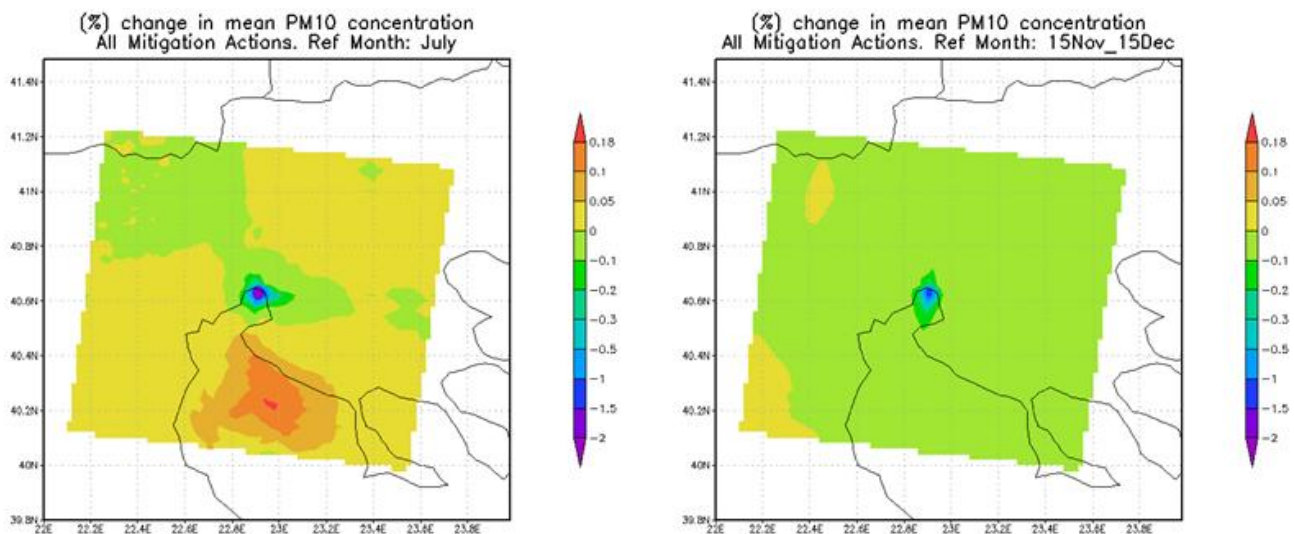 (%) change in mean PM10 concentration
All Mitigation Actions. Ref Month: July
41.4N
41.2N
41N
40.8N
40.6N
40.4N
40.2N
40N
39.8N
22E
22.2E
22.4E
22.6E
22.8E
23E
23.2E
23.4E
23.6E
23.8E
0.18
0.1
0.05
0
-0.1
-0.2
-0.3
-0.5
-1
-1.5
-2
(%) change in mean PM10 concentration
All Mitigation Actions. Ref Month: 15Nov_15Dec
41.4N
41.2N
41N
40.8N
40.6N
40.4N
40.2N
40N
39.8N
22E
22.2E
22.4E
22.6E
22.8E
23E
23.2E
23.4E
23.6E
23.8E
0.18
0.1
0.05
0
-0.1
-0.2
-0.3
-0.5
-1
-1.5
-2